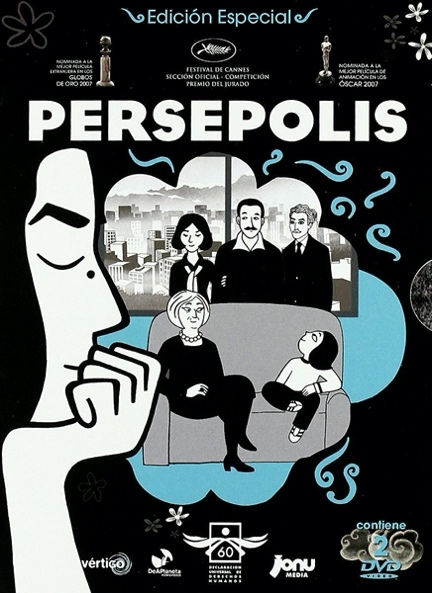 Edición Especial
NOMINADA A LA
MEJOR PELÍCULA
EXTRANJERA EN LOS
GLOBOS
DE ORO 2007
FESTIVAL DE CANNES
SECCIÓN OFICIAL - COMPETICIÓN
PREMIO DEL JURADO
NOMINADA A LA
MEJOR PELÍCULA DE
ANIMACIÓN EN LOS
ÓSCAR 2007
PERSEPOLIS
vértigo
DeAPlaneta
60
DECLARACIÓN
UNIVERSAL DE
DERECHOS
HUMANOS
jonu
MEDIA
contiene
2
DVD